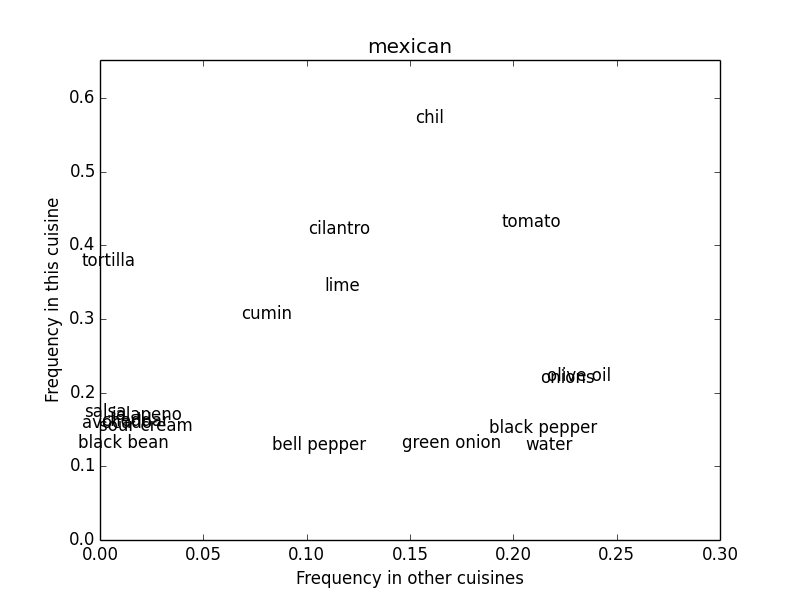 mexican
0.6
chil
0.5
cilantro
tomato
0.4
tortilla
lime
0.3
cumin
olive oil
onions
0.2
salsa
jalapeno
avocado
cheddar
sour cream
black pepper
black bean
bell pepper
green onion
water
0.1
0.0
0.00 0.05 0.10 0.15 0.20 0.25 0.30
Frequency in other cuisines
Frequency in this cuisine